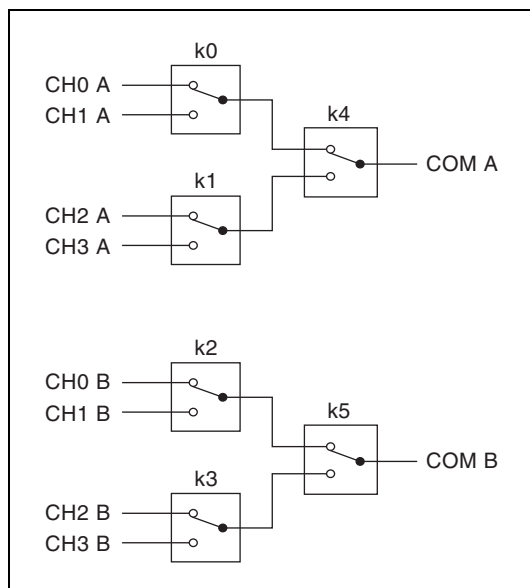 k0
CH0 A
CH1 A
k4
COM A
k1
CH2 A
CH3 A
k2
CH0 B
CH1 B
k5
COM B
k3
CH2 B
CH3 B